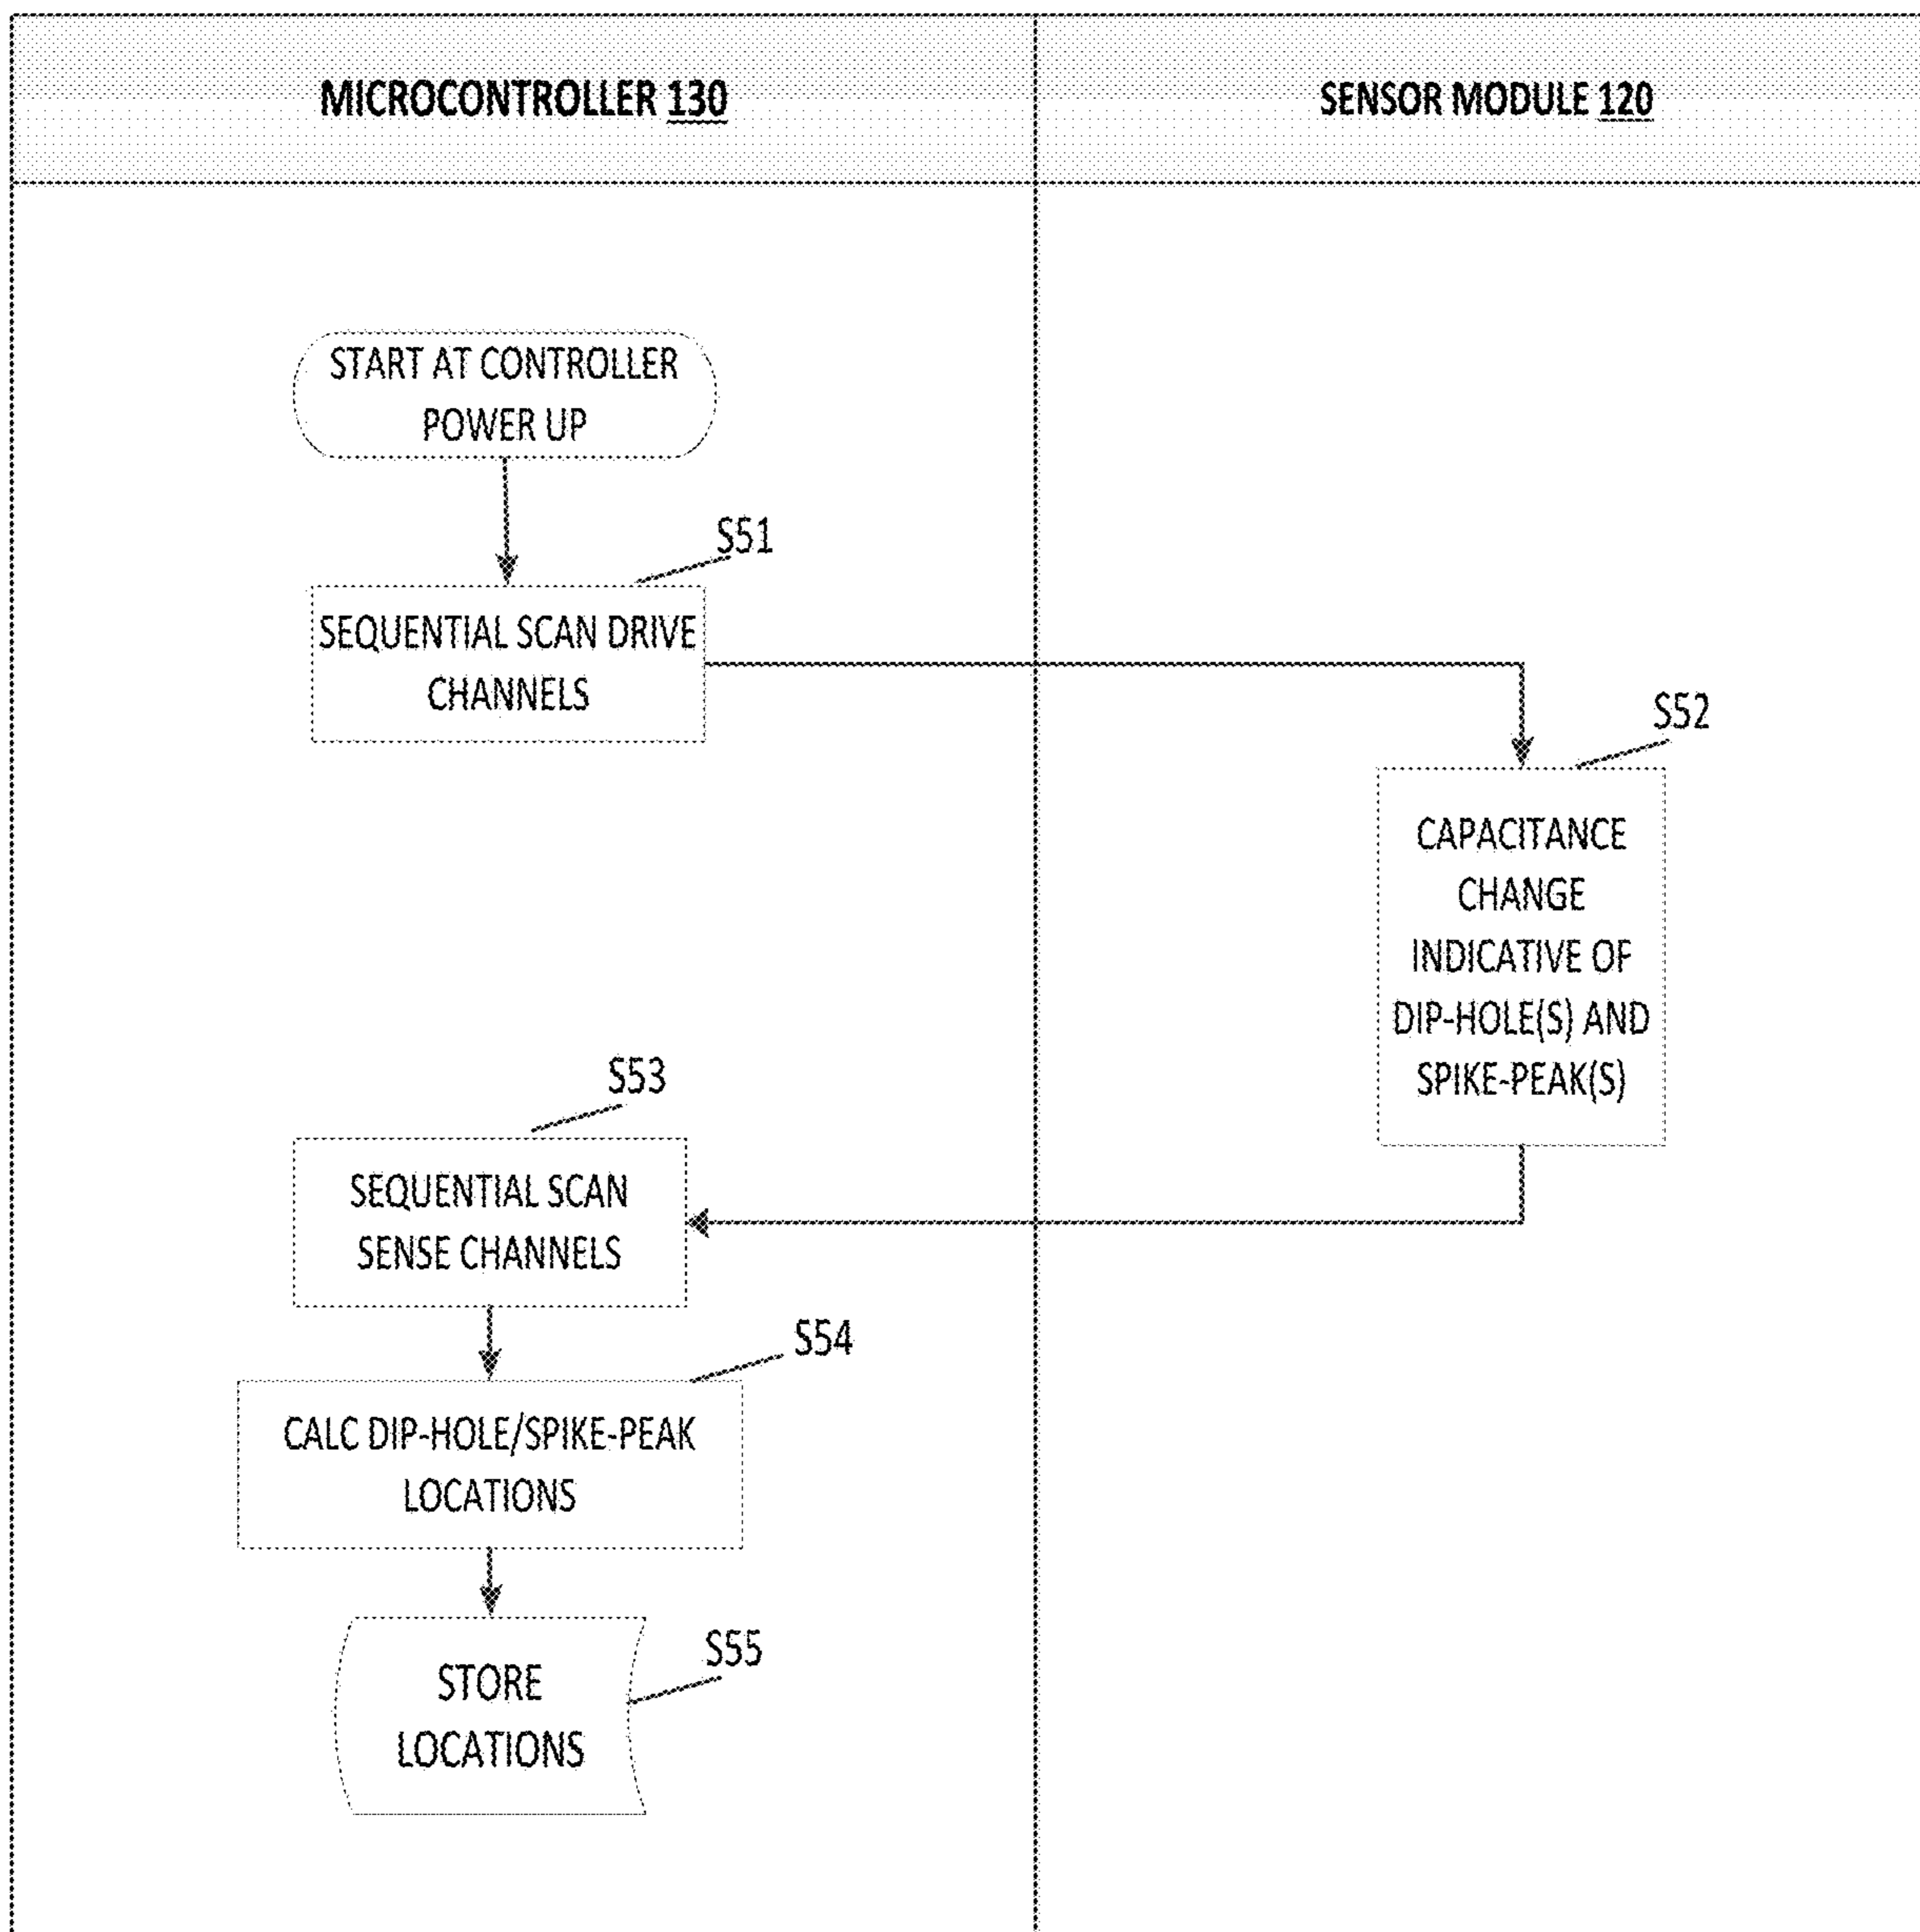 MICROCONTROLLER 130
SENSOR MODULE 120
START AT CONTROLLER
POWER UP
S51
SEQUENTIAL SCAN DRIVE
CHANNELS
S52
CAPACITANCE
CHANGE
INDICATIVE OF
DIP-HOLE(S) AND
SPIKE-PEAK(S)
S53
SEQUENTIAL SCAN
SENSE CHANNELS
S54
CALC DIP-HOLE/SPIKE-PEAK
LOCATIONS
S55
STORE
LOCATIONS